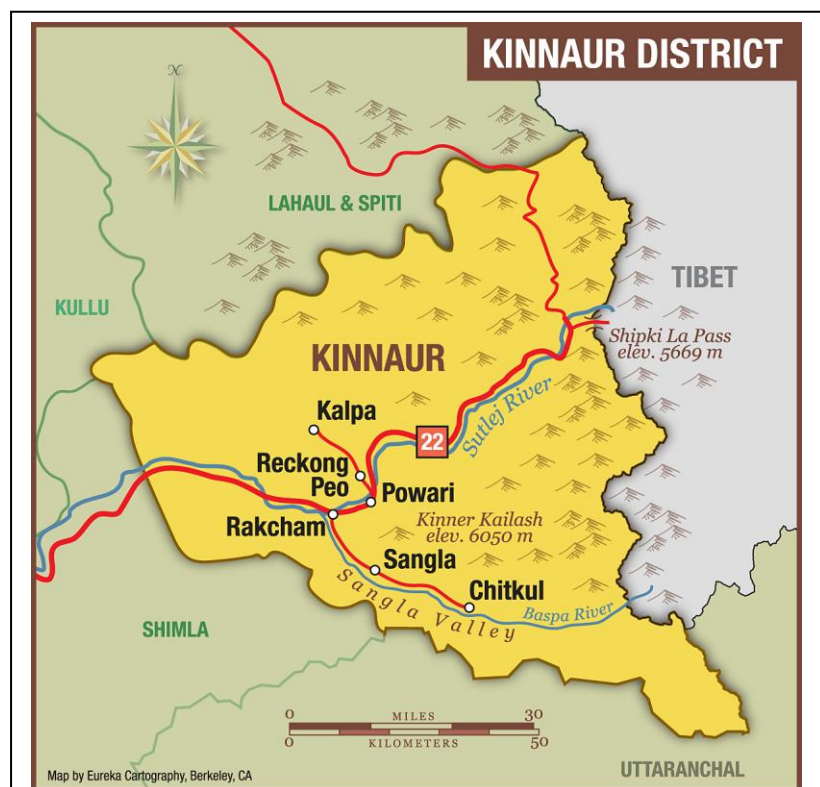 KINNAUR DISTRICT
N
LAHAUL & SPITI
TIBET
KULLU
Shipki La Pass
elev. 5669 m
KINNAUR
Kalpa
22
Sutlej River
Reckong
Peo
Powari
Rakcham
Kinner Kailash
elev. 6050 m
Sangla
Chitkul
Sangla Valley
Baspa River
SHIMLA
0 MILES 30
0 KILOMETERS 50
UTTARANCHAL
Map by Eureka Cartography, Berkeley, CA